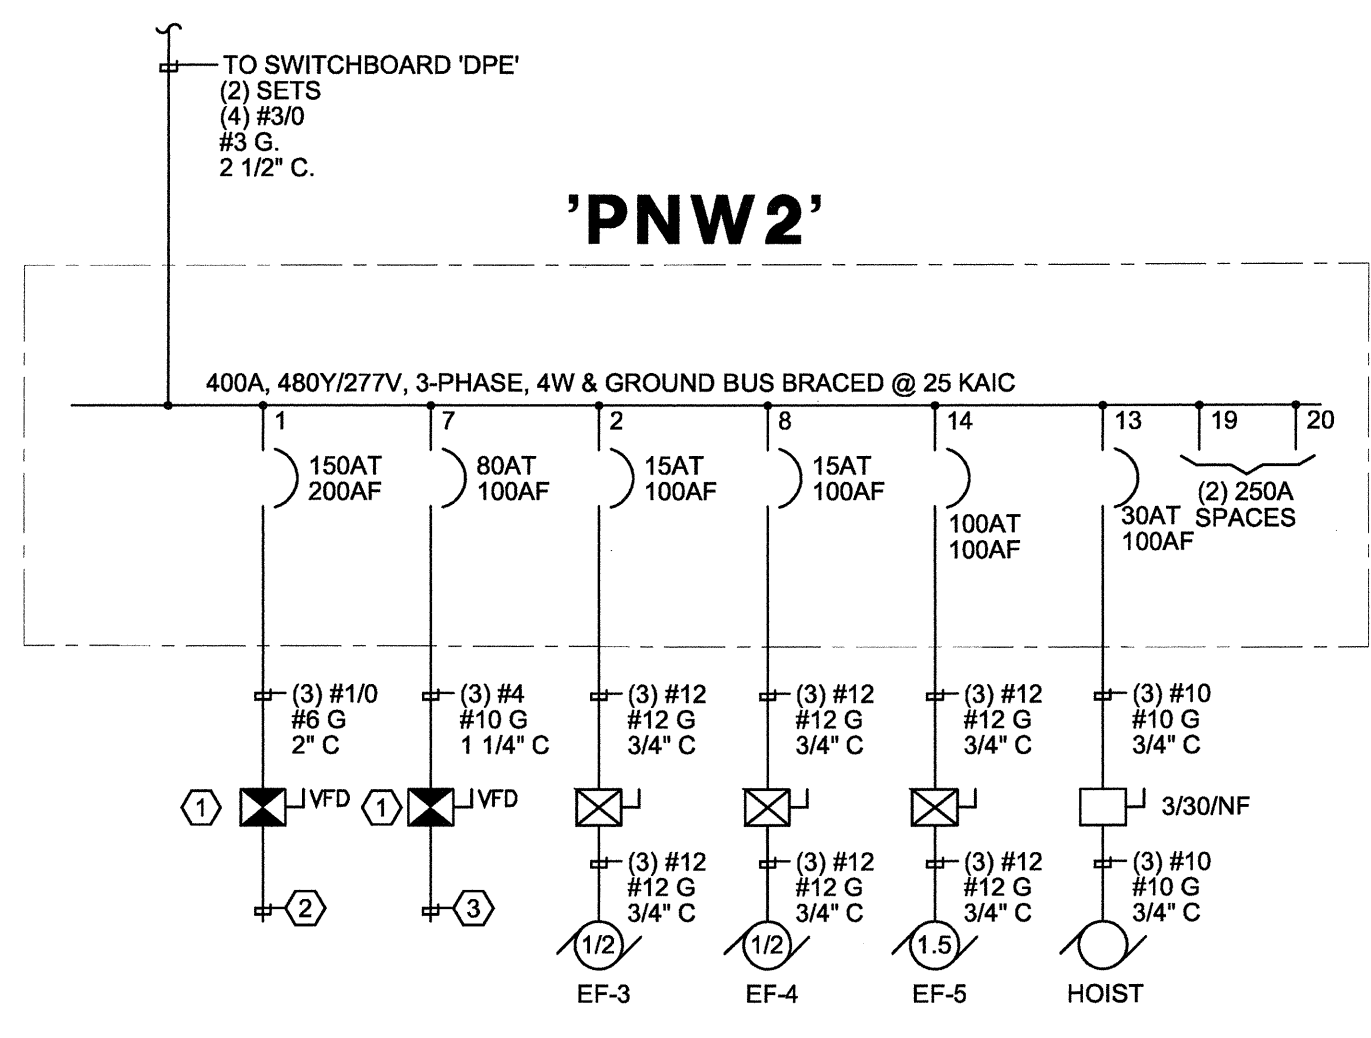 TO SWITCHBOARD 'DPE'
(2) SETS
(4) #3/0
#3 G.
2 1/2" C.
'PNW2'
400A, 480Y/277V, 3-PHASE, 4W & GROUND BUS BRACED @ 25 KAIC
1
150AT
200AF
7
80AT
100AF
2
15AT
100AF
8
15AT
100AF
14
100AT
100AF
13
30AT
100AF
19
20
(2) 250A
SPACES
(3) #1/0
#6 G
2" C
(3) #4
#10 G
1 1/4" C
(3) #12
#12 G
3/4" C
(3) #12
#12 G
3/4" C
(3) #12
#12 G
3/4" C
(3) #10
#10 G
3/4" C
1
VFD
1
VFD
3/30/NF
2
3
(3) #12
#12 G
3/4" C
(3) #12
#12 G
3/4" C
(3) #12
#12 G
3/4" C
(3) #10
#10 G
3/4" C
1/2
1/2
1.5
EF-3
EF-4
EF-5
HOIST